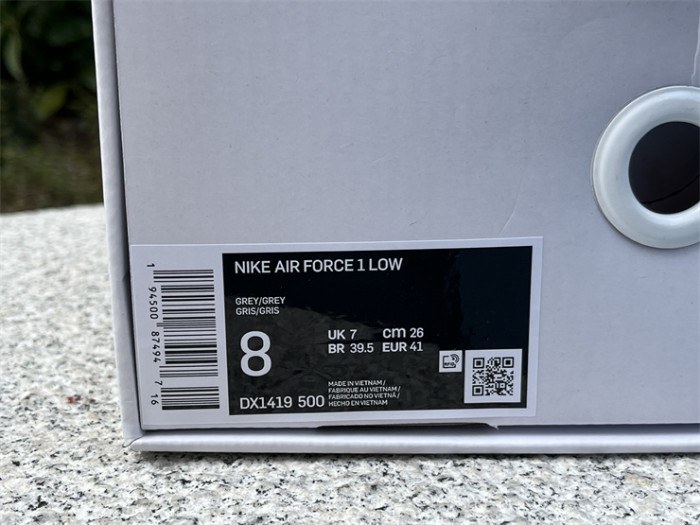 NIKE AIR FORCE 1 LOW
GREY/GREY
GRIS/GRIS
8
UK 7 cm 26
BR 39.5 EUR 41
DX1419 500
MADE IN VIETNAM /
FABRIQUE AU VIETNAM /
FABRICADO NO VIETNÃ /
HECHO EN VIETNAM
1 94500 87494 7 16